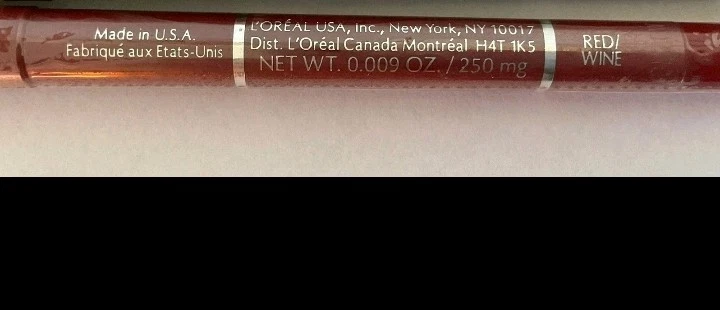 Made in U.S.A.
Fabriqué aux Etats-Unis
L'ORÉAL USA, Inc., New York, NY 10017
Dist. L'Oréal Canada Montréal H4T 1K5
NET WT. 0.009 OZ. / 250 mg
RED/
WINE